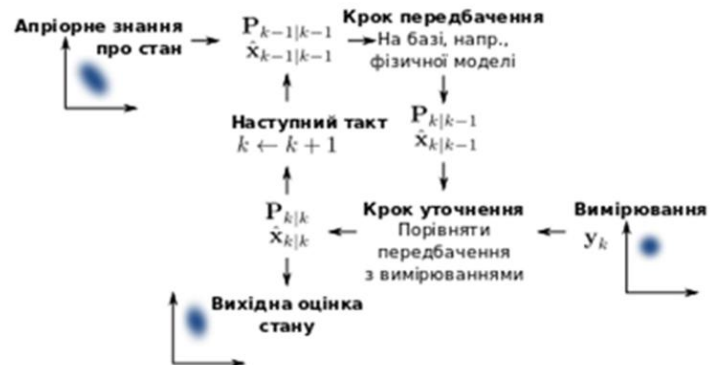 Апріорне знання
про стан
P_{k−1|k−1}
x̂_{k−1|k−1}
Крок передбачення
На базі, напр.,
фізичної моделі
Наступний такт
k ← k + 1
P_{k|k−1}
x̂_{k|k−1}
P_{k|k}
x̂_{k|k}
Крок уточнення
Порівняти
передбачення
з вимірюваннями
Вимірювання
y_k
Вихідна оцінка
стану